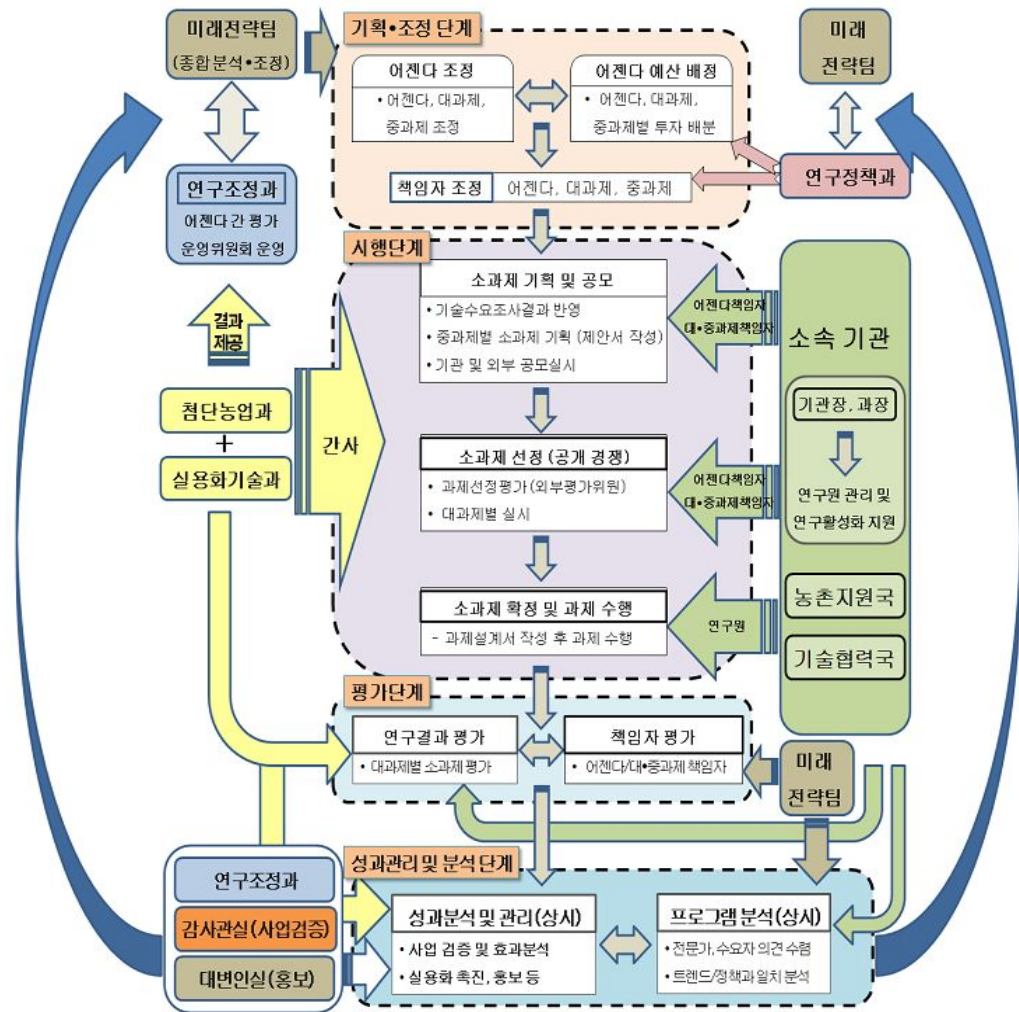 미래전략팀
(종합 분석•조정)
기획•조정 단계
미래
전략팀
어젠다 조정
• 어젠다, 대과제,
중과제 조정
어젠다 예산 배정
• 어젠다, 대과제,
중과제별 투자 배분
책임자 조정
어젠다, 대과제, 중과제
연구정책과
연구조정과
어젠다 간 평가
운영위원회 운영
시행단계
소과제 기획 및 공모
• 기술수요조사결과 반영
• 중과제별 소과제 기획 (제안서 작성)
• 기관 및 외부 공모실시
어젠다책임자
대•중과제책임자
소속 기관
결과
제공
기관장, 과장
첨단농업과
+
실용화기술과
간사
소과제 선정 (공개 경쟁)
• 과제선정평가(외부평가위원)
• 대과제별 실시
어젠다책임자
대•중과제책임자
연구원 관리 및
연구활성화 지원
소과제 확정 및 과제 수행
- 과제설계서 작성 후 과제 수행
연구원
농촌지원국
기술협력국
평가단계
연구결과 평가
• 대과제별 소과제 평가
책임자 평가
• 어젠다/대•중과제 책임자
미래
전략팀
성과관리 및 분석 단계
연구조정과
감사관실(사업검증)
대변인실(홍보)
성과분석 및 관리(상시)
• 사업 검증 및 효과분석
• 실용화 촉진, 홍보 등
프로그램 분석(상시)
• 전문가, 수요자 의견 수렴
• 트렌드/정책과 일치 분석